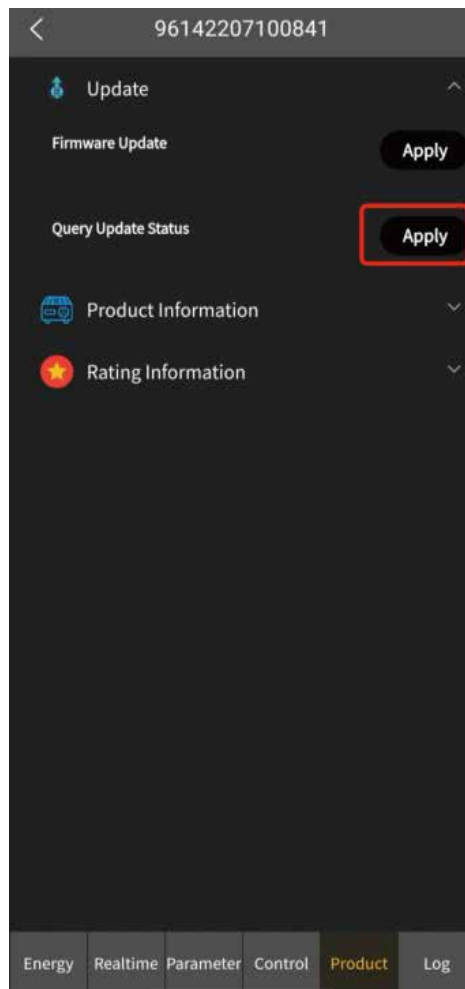 96142207100841
Update
Firmware Update
Apply
Query Update Status
Apply
Product Information
Rating Information
Energy Realtime Parameter Control Product Log